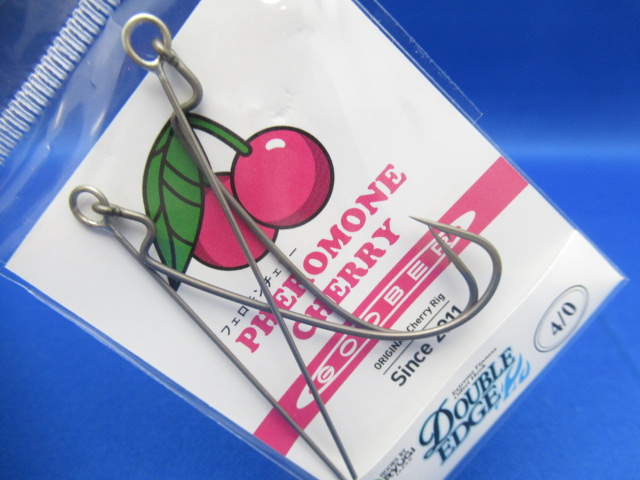 フェロモンチェリー
PHEROMONE
CHERRY
GOODBER
ORIGINAL Cherry Rig
Since 2011
4/0
DOUBLE
EDGE